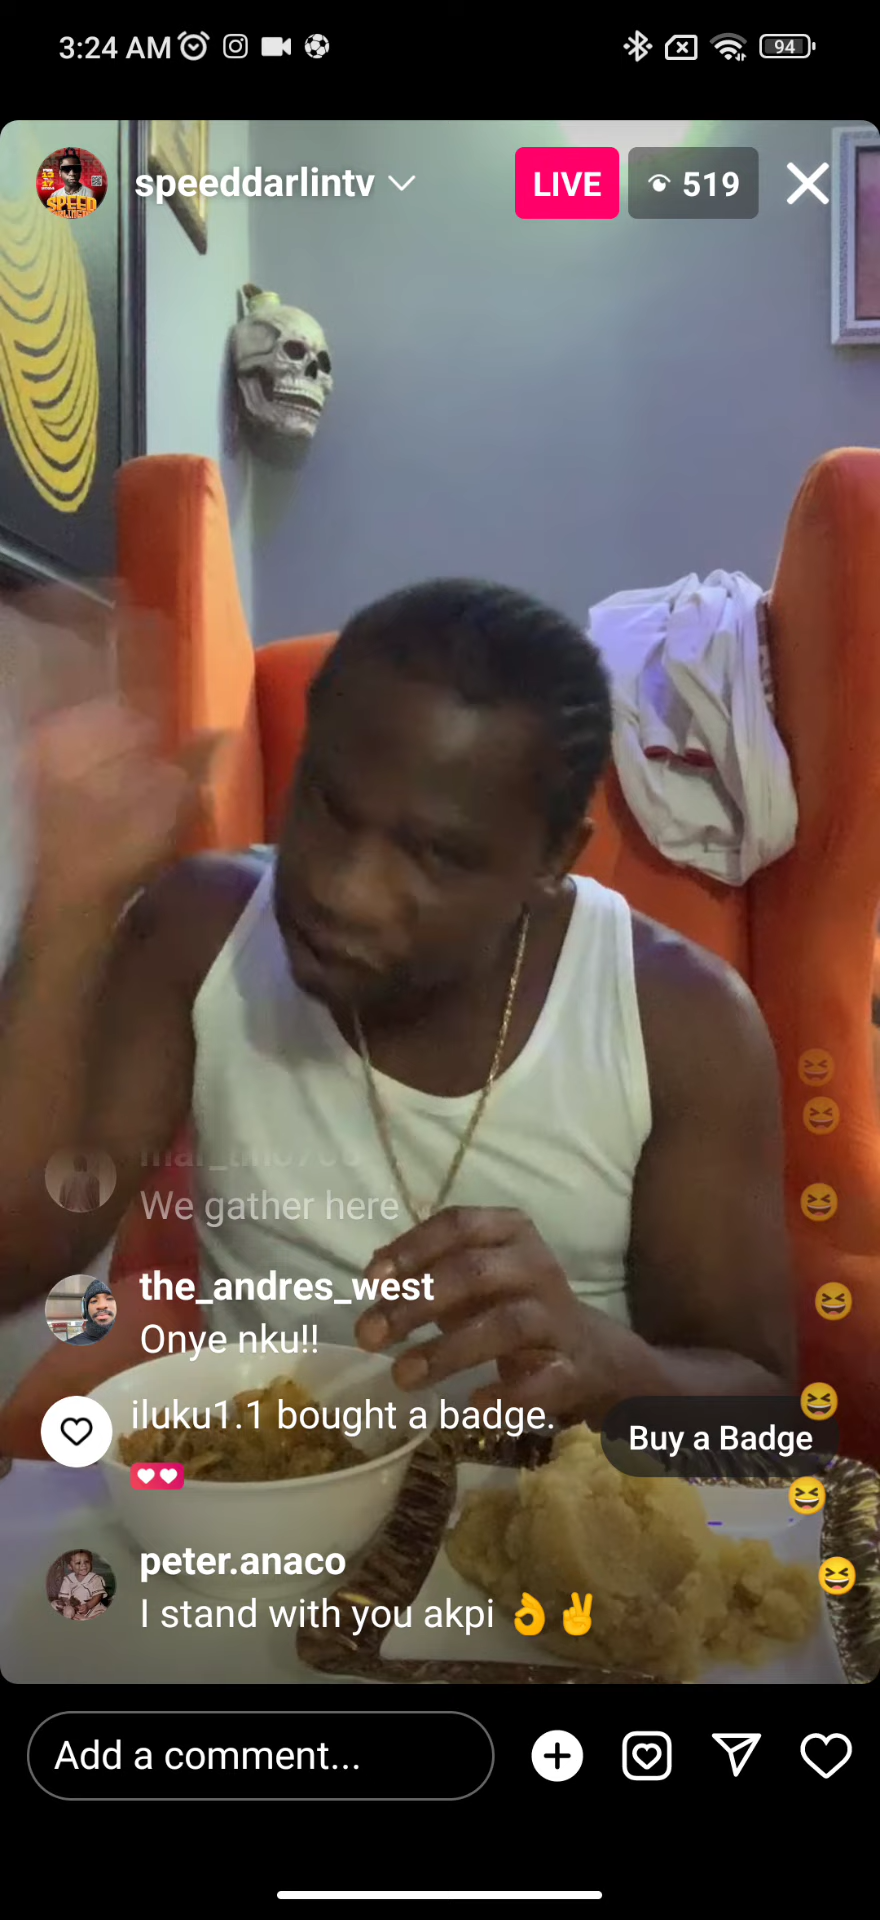 3:24 AM
94
SPEED
speeddarlintv
LIVE
519
We gather here
the_andres_west
Onye nku!!
iluku1.1 bought a badge.
Buy a Badge
peter.anaco
I stand with you akpi 👌✌️
Add a comment...